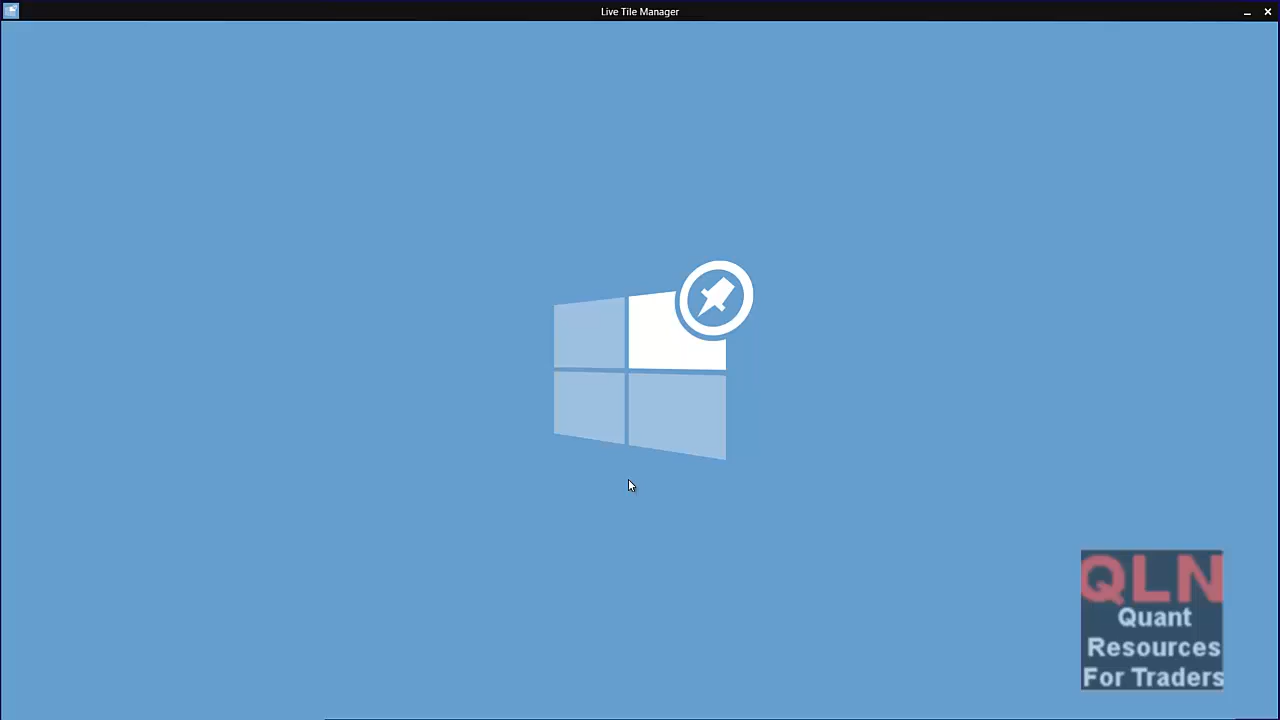 Live Tile Manager
QLN
Quant
Resources
For Traders